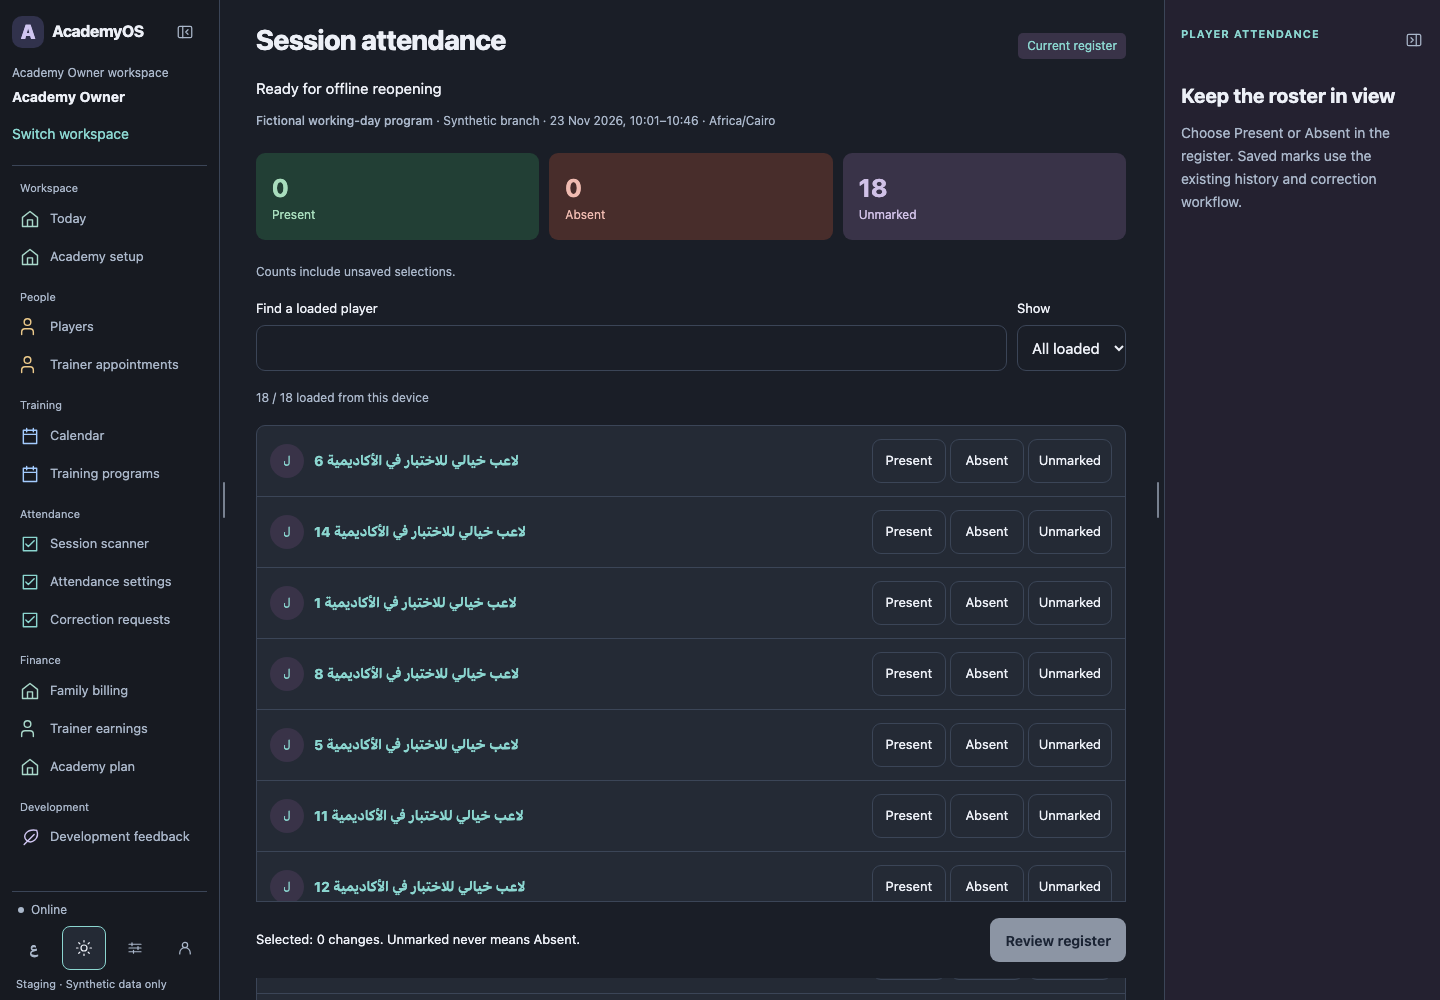 A AcademyOS
Academy Owner workspace
Academy Owner
Switch workspace
Workspace
Today
Academy setup
People
Players
Trainer appointments
Training
Calendar
Training programs
Attendance
Session scanner
Attendance settings
Correction requests
Finance
Family billing
Trainer earnings
Academy plan
Development
Development feedback
Online
ع
Staging · Synthetic data only
Session attendance
Current register
Ready for offline reopening
Fictional working-day program · Synthetic branch · 23 Nov 2026, 10:01–10:46 · Africa/Cairo
0
Present
0
Absent
18
Unmarked
Counts include unsaved selections.
Find a loaded player
Show
All loaded
18 / 18 loaded from this device
ل لاعب خيالي للاختبار في الأكاديمية 6 Present Absent Unmarked
ل لاعب خيالي للاختبار في الأكاديمية 14 Present Absent Unmarked
ل لاعب خيالي للاختبار في الأكاديمية 1 Present Absent Unmarked
ل لاعب خيالي للاختبار في الأكاديمية 8 Present Absent Unmarked
ل لاعب خيالي للاختبار في الأكاديمية 5 Present Absent Unmarked
ل لاعب خيالي للاختبار في الأكاديمية 11 Present Absent Unmarked
ل لاعب خيالي للاختبار في الأكاديمية 12 Present Absent Unmarked
Selected: 0 changes. Unmarked never means Absent.
Review register
PLAYER ATTENDANCE
Keep the roster in view
Choose Present or Absent in the
register. Saved marks use the
existing history and correction
workflow.